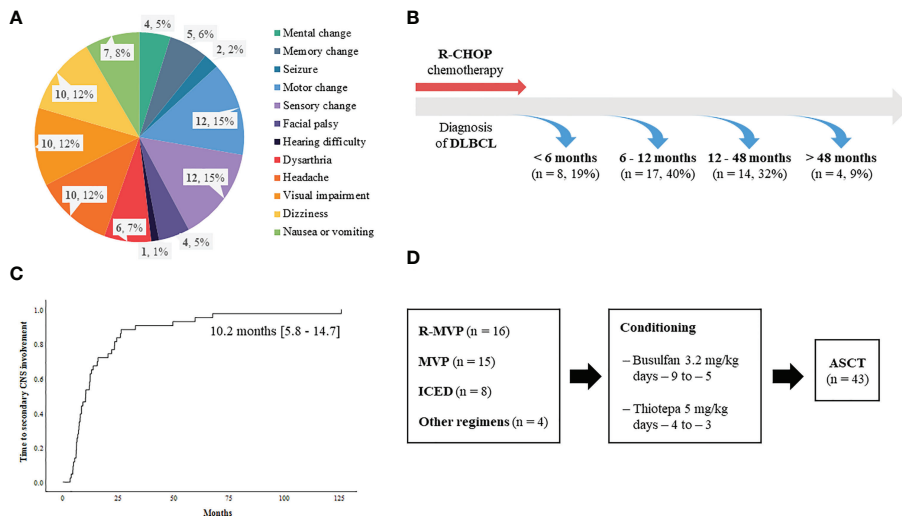 A
4, 5%
5, 6%
2, 2%
12, 15%
12, 15%
4, 5%
1, 1%
6, 7%
10, 12%
10, 12%
10, 12%
7, 8%
Mental change
Memory change
Seizure
Motor change
Sensory change
Facial palsy
Hearing difficulty
Dysarthria
Headache
Visual impairment
Dizziness
Nausea or vomiting
B
R-CHOP
chemotherapy
Diagnosis
of DLBCL
< 6 months
(n = 8, 19%)
6 - 12 months
(n = 17, 40%)
12 - 48 months
(n = 14, 32%)
> 48 months
(n = 4, 9%)
C
Time to secondary CNS involvement
1.0
0.8
0.6
0.4
0.2
0.0
10.2 months [5.8 - 14.7]
0
25
50
75
100
125
Months
D
R-MVP (n = 16)
MVP (n = 15)
ICED (n = 8)
Other regimens (n = 4)
Conditioning
– Busulfan 3.2 mg/kg
days – 9 to – 5
– Thiotepa 5 mg/kg
days – 4 to – 3
ASCT
(n = 43)